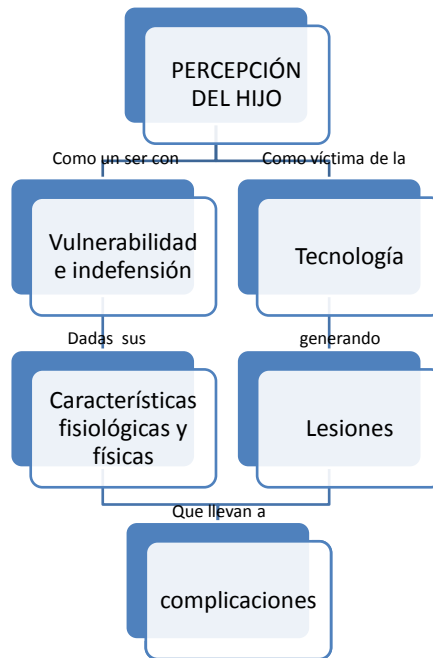 PERCEPCIÓN
DEL HIJO
Como un ser con
Como víctima de la
Vulnerabilidad
e indefensión
Tecnología
Dadas sus
generando
Características
fisiológicas y
físicas
Lesiones
Que llevan a
complicaciones